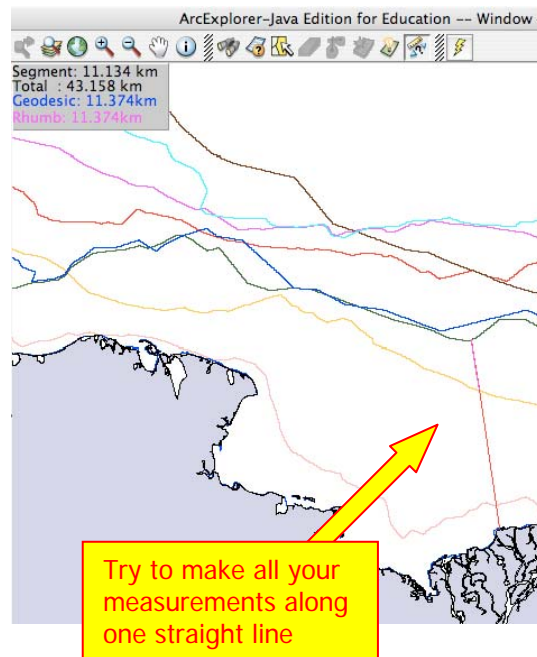 ArcExplorer-Java Edition for Education -- Window
Segment: 11.134 km
Total : 43.158 km
Geodesic: 11.374km
Rhumb: 11.374km
Try to make all your
measurements along
one straight line